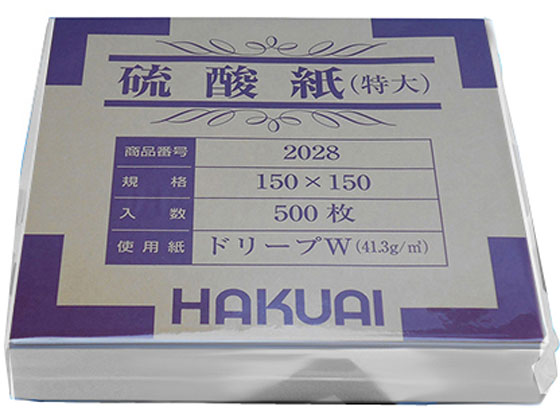 硫酸紙(特大)
商品番号 2028
規格 150×150
入数 500枚
使用紙 ドリープW(41.3g/㎡)
HAKUAI